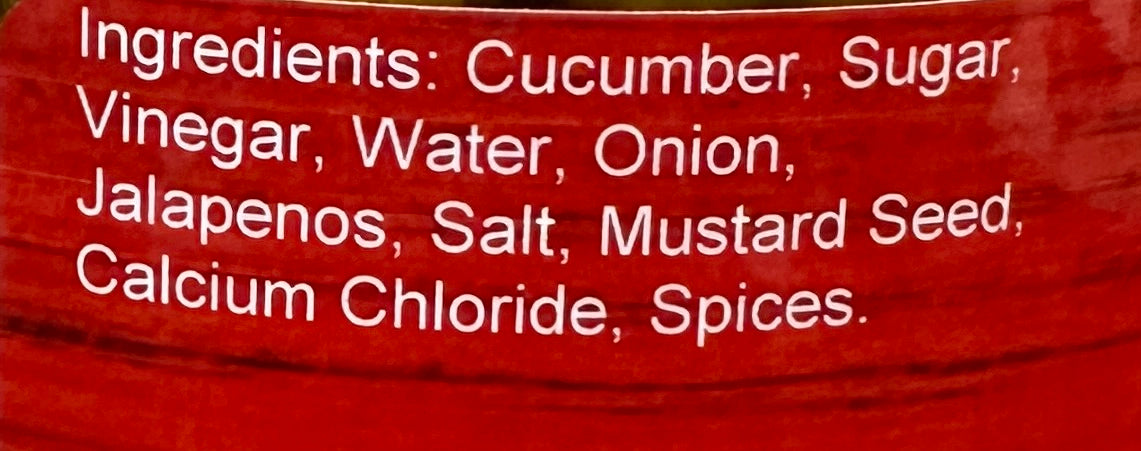 Ingredients: Cucumber, Sugar,
Vinegar, Water, Onion,
Jalapenos, Salt, Mustard Seed,
Calcium Chloride, Spices.